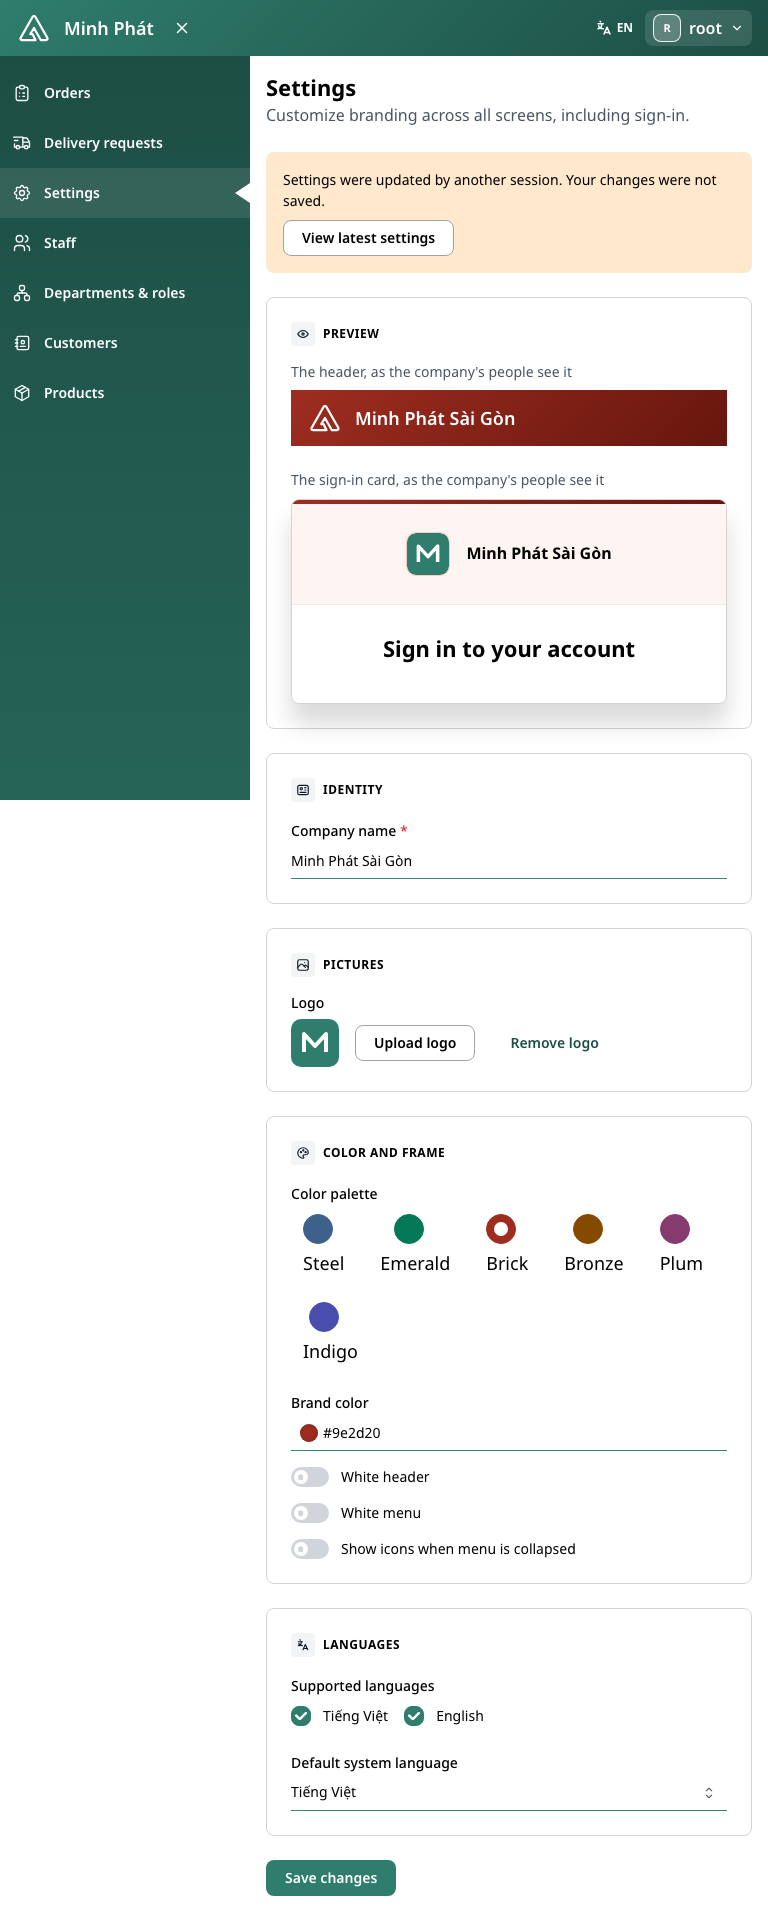 Minh Phát
EN
R
root
Orders
Delivery requests
Settings
Staff
Departments & roles
Customers
Products
Settings
Customize branding across all screens, including sign-in.
Settings were updated by another session. Your changes were not
saved.
View latest settings
PREVIEW
The header, as the company's people see it
Minh Phát Sài Gòn
The sign-in card, as the company's people see it
M
Minh Phát Sài Gòn
Sign in to your account
IDENTITY
Company name *
Minh Phát Sài Gòn
PICTURES
Logo
M
Upload logo
Remove logo
COLOR AND FRAME
Color palette
Steel
Emerald
Brick
Bronze
Plum
Indigo
Brand color
#9e2d20
White header
White menu
Show icons when menu is collapsed
LANGUAGES
Supported languages
Tiếng Việt
English
Default system language
Tiếng Việt
Save changes